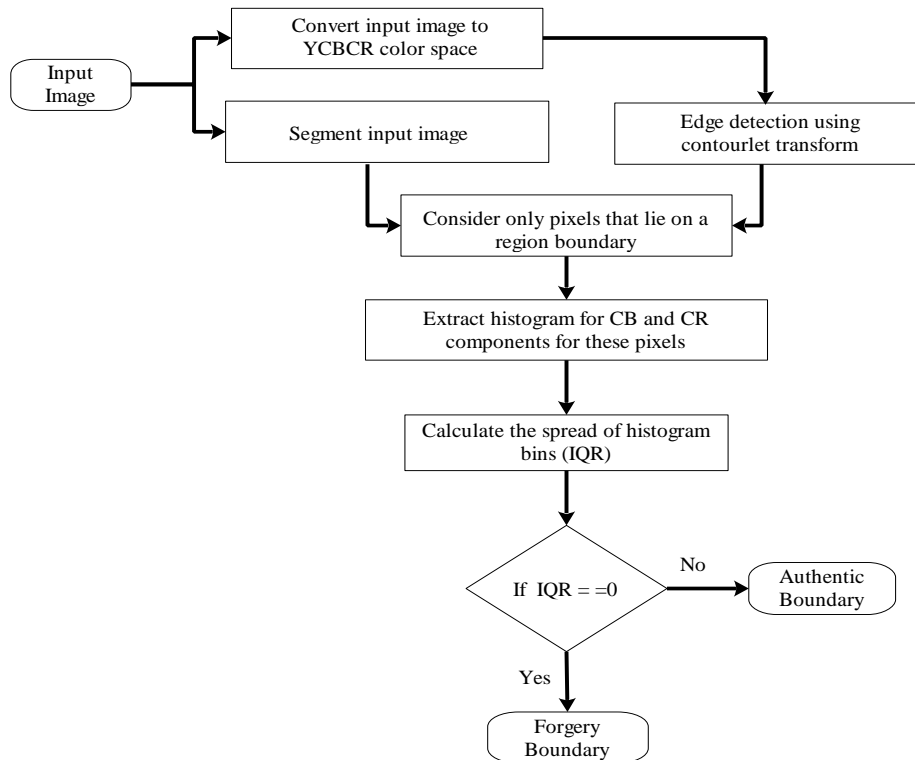 Convert input image to
YCBCR color space
Input
Image
Segment input image
Edge detection using
contourlet transform
Consider only pixels that lie on a
region boundary
Extract histogram for CB and CR
components for these pixels
Calculate the spread of histogram
bins (IQR)
If IQR = =0
No
Authentic
Boundary
Yes
Forgery
Boundary